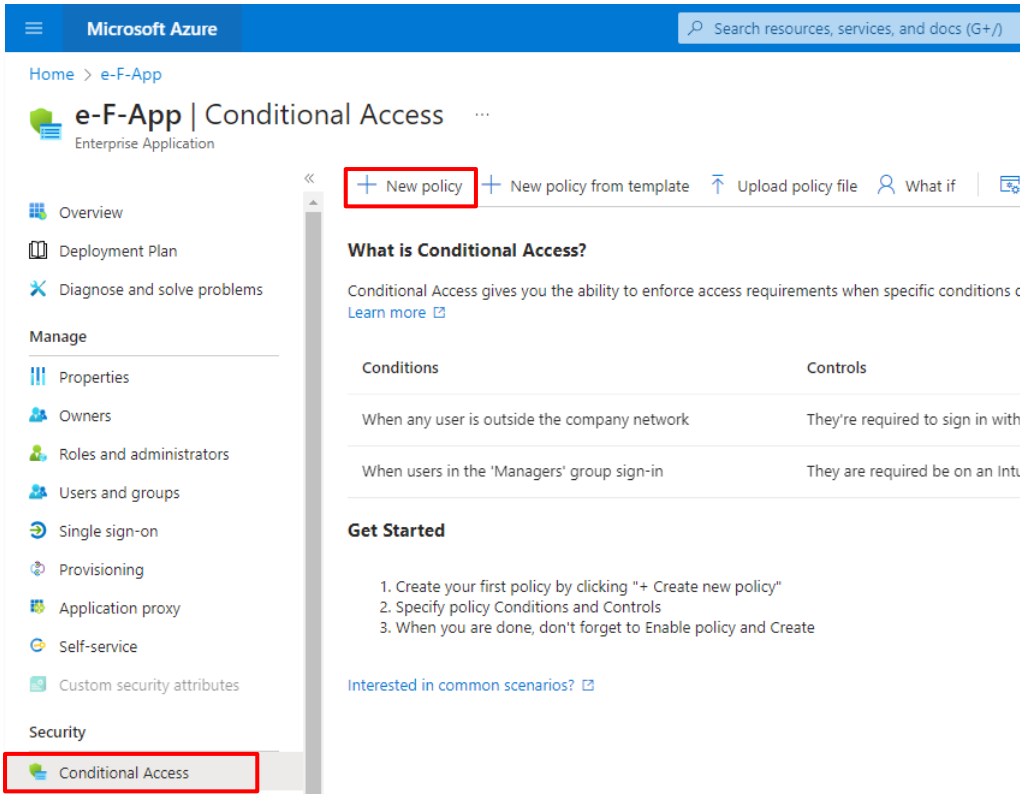 Microsoft Azure
Search resources, services, and docs (G+/)
Home > e-F-App
e-F-App | Conditional Access ...
Enterprise Application
«
Overview
Deployment Plan
Diagnose and solve problems
Manage
Properties
Owners
Roles and administrators
Users and groups
Single sign-on
Provisioning
Application proxy
Self-service
Custom security attributes
Security
Conditional Access
+ New policy + New policy from template Upload policy file What if
What is Conditional Access?
Conditional Access gives you the ability to enforce access requirements when specific conditions
Learn more
Conditions Controls
When any user is outside the company network They're required to sign in with
When users in the 'Managers' group sign-in They are required be on an
Get Started
1. Create your first policy by clicking "+ Create new policy"
2. Specify policy Conditions and Controls
3. When you are done, don't forget to Enable policy and Create
Interested in common scenarios?